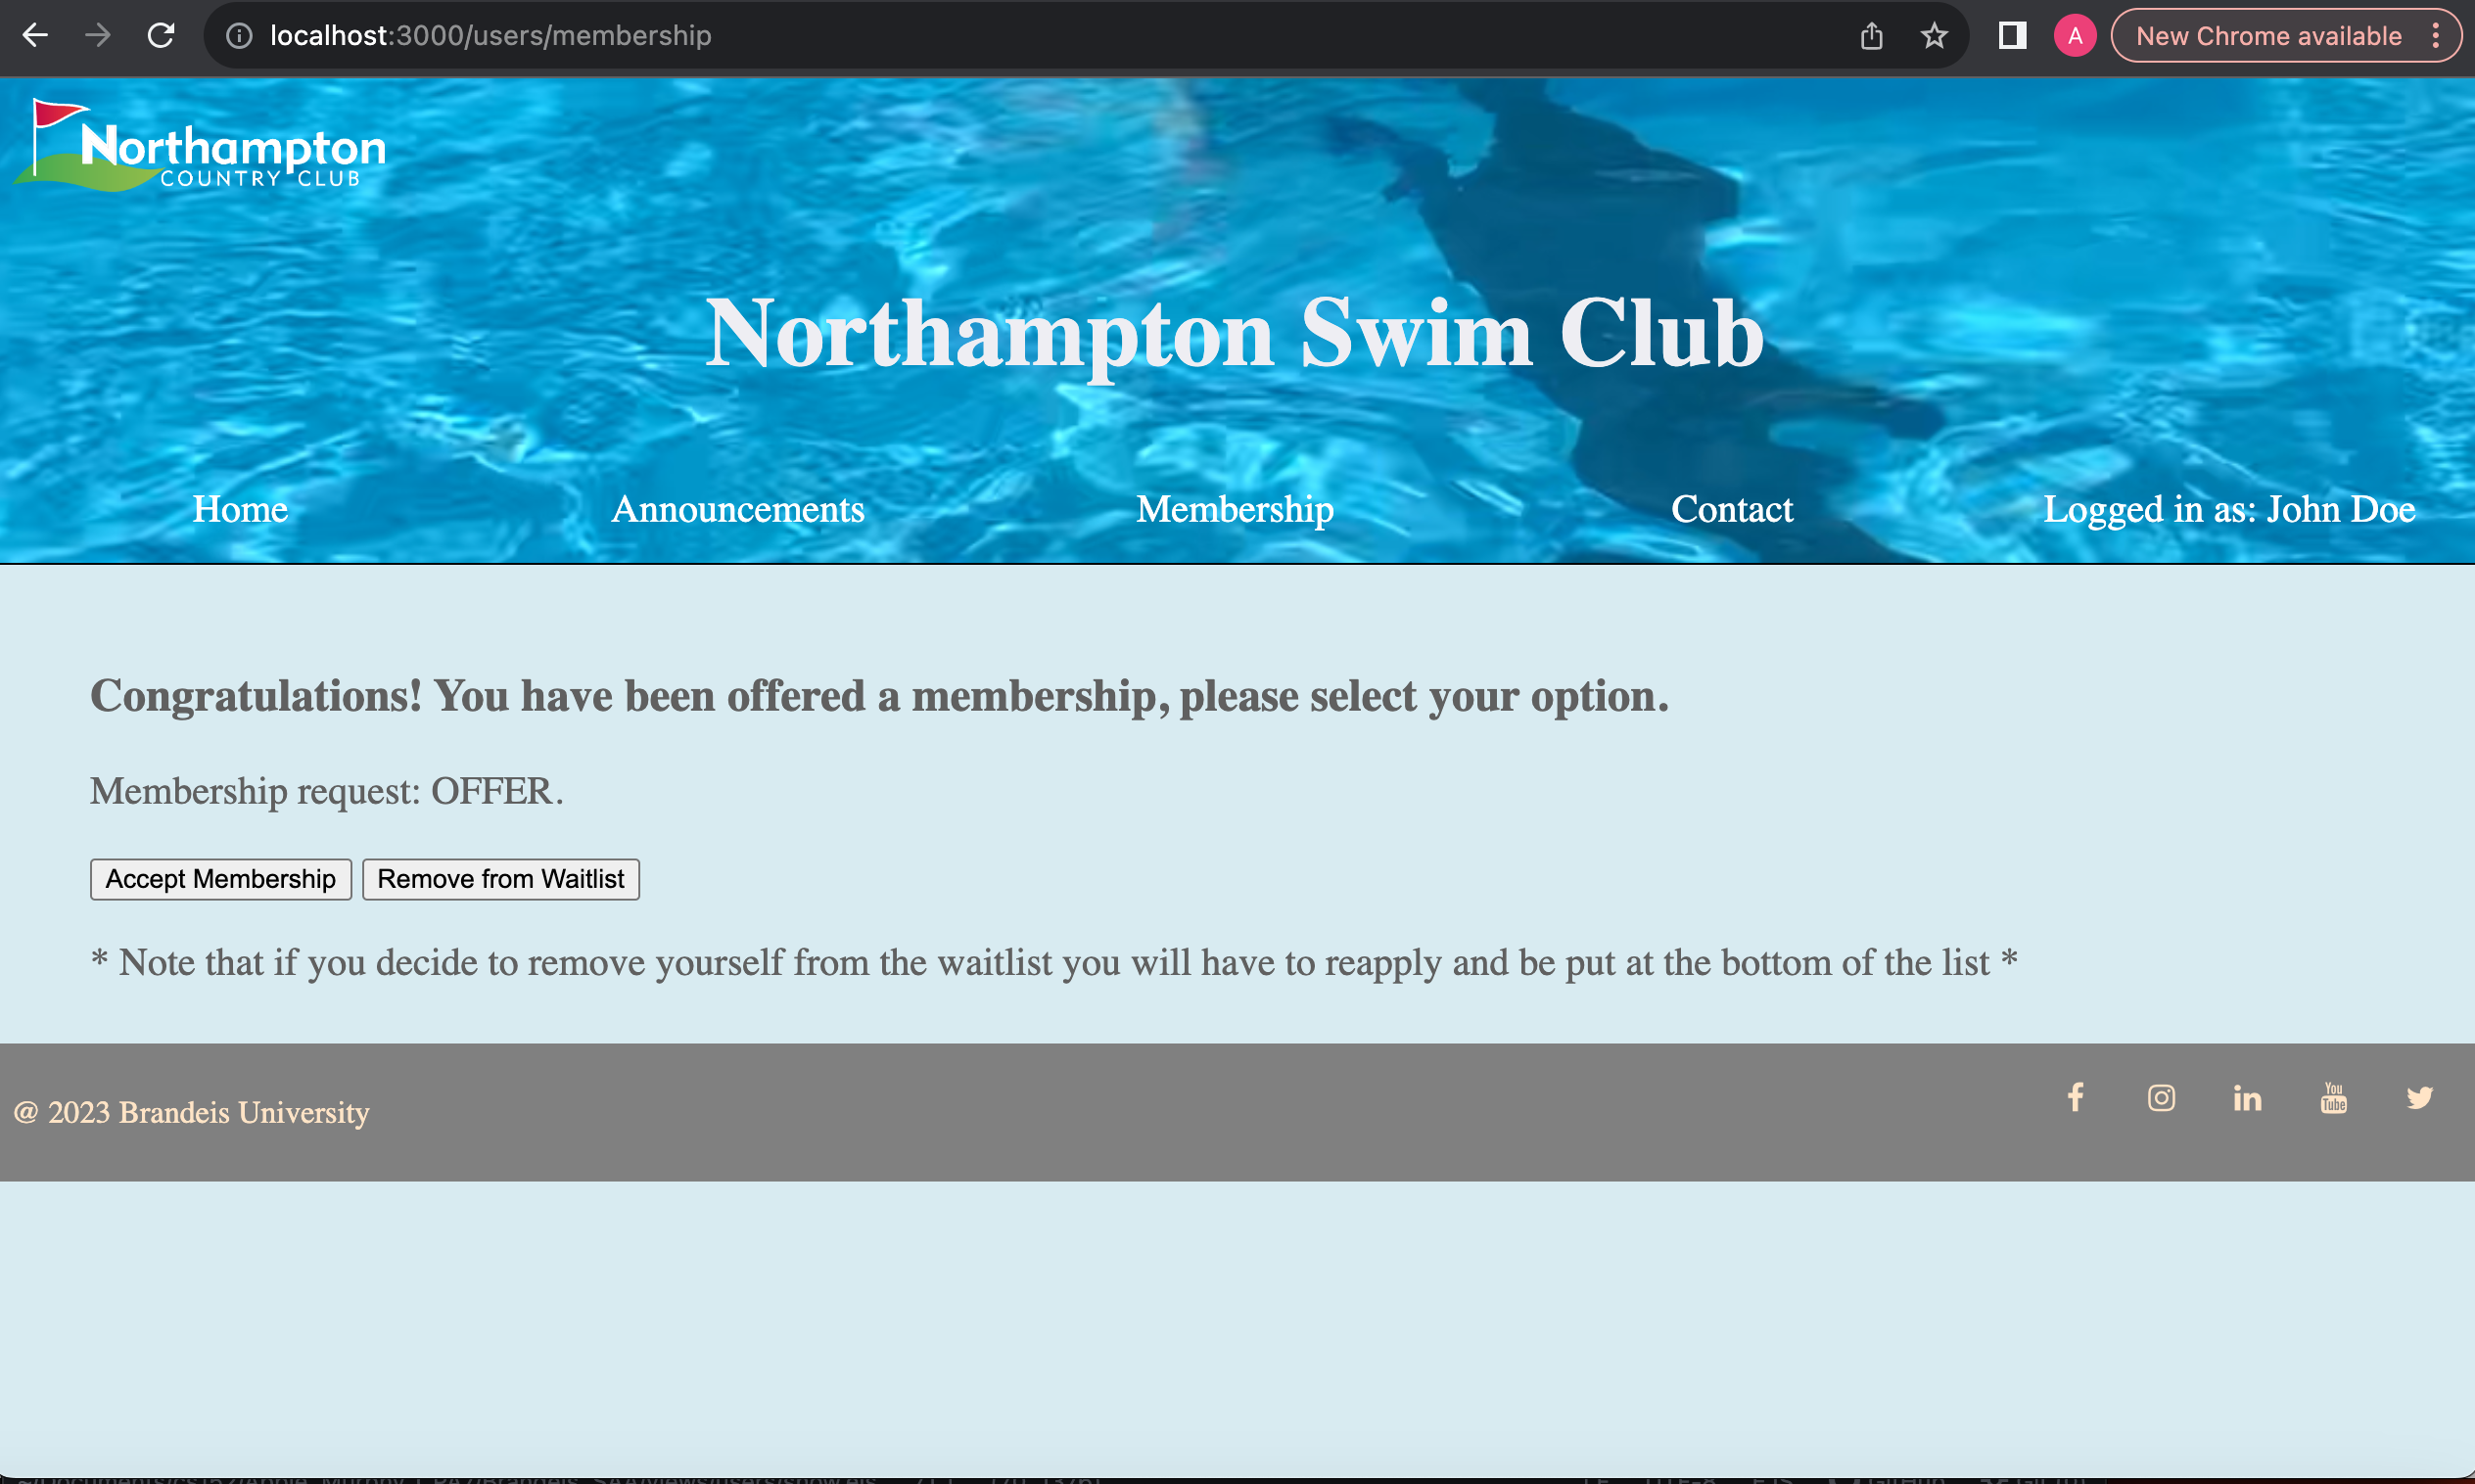 localhost:3000/users/membership
A
New Chrome available
Northampton
COUNTRY CLUB
Northampton Swim Club
Home Announcements Membership Contact Logged in as: John Doe
Congratulations! You have been offered a membership, please select your option.
Membership request: OFFER.
Accept Membership Remove from Waitlist
* Note that if you decide to remove yourself from the waitlist you will have to reapply and be put at the bottom of the list *
You
Tube
@ 2023 Brandeis University